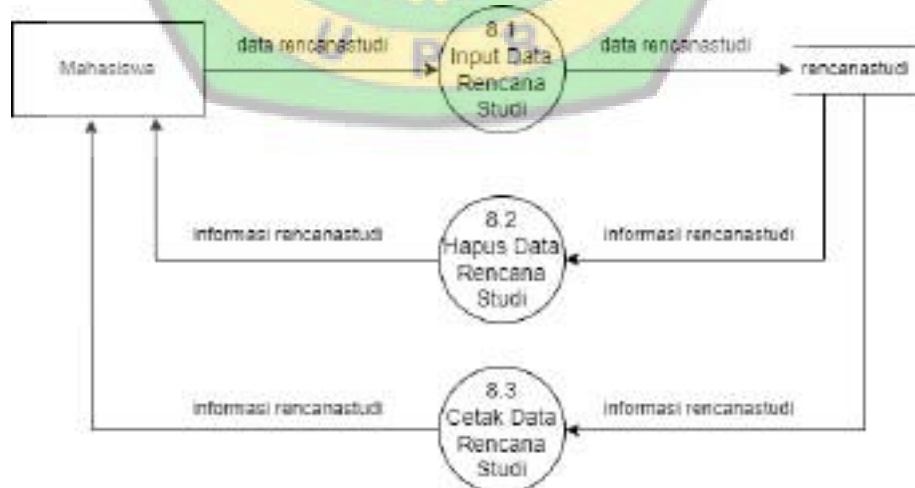 Mahasiswa
data rencanastudi
8.1
Input Data
Rencana
Studi
data rencanastudi
rencanastudi
U P B
informasi rencanastudi
8.2
Hapus Data
Rencana
Studi
informasi rencanastudi
informasi rencanastudi
8.3
Cetak Data
Rencana
Studi
informasi rencanastudi